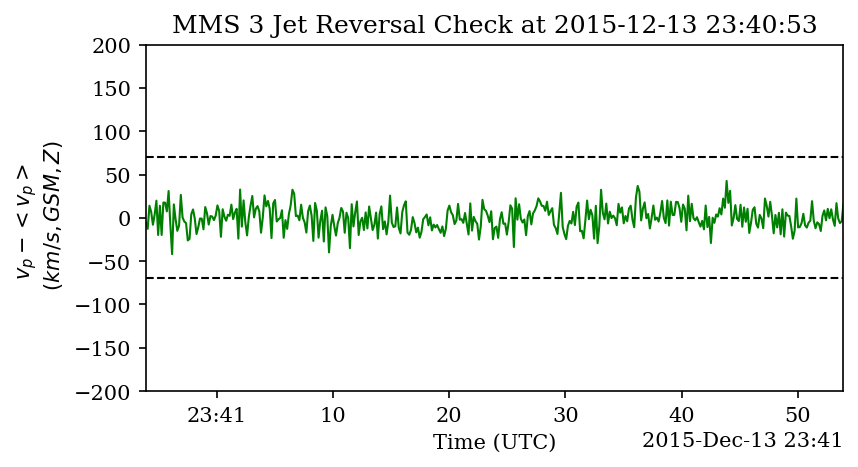 MMS 3 Jet Reversal Check at 2015-12-13 23:40:53
200
150
100
50
0
−50
−100
−150
−200
v_p − < v_p >
(km/s, GSM, Z)
23:41 10 20 30 40 50
Time (UTC)
2015-Dec-13 23:41